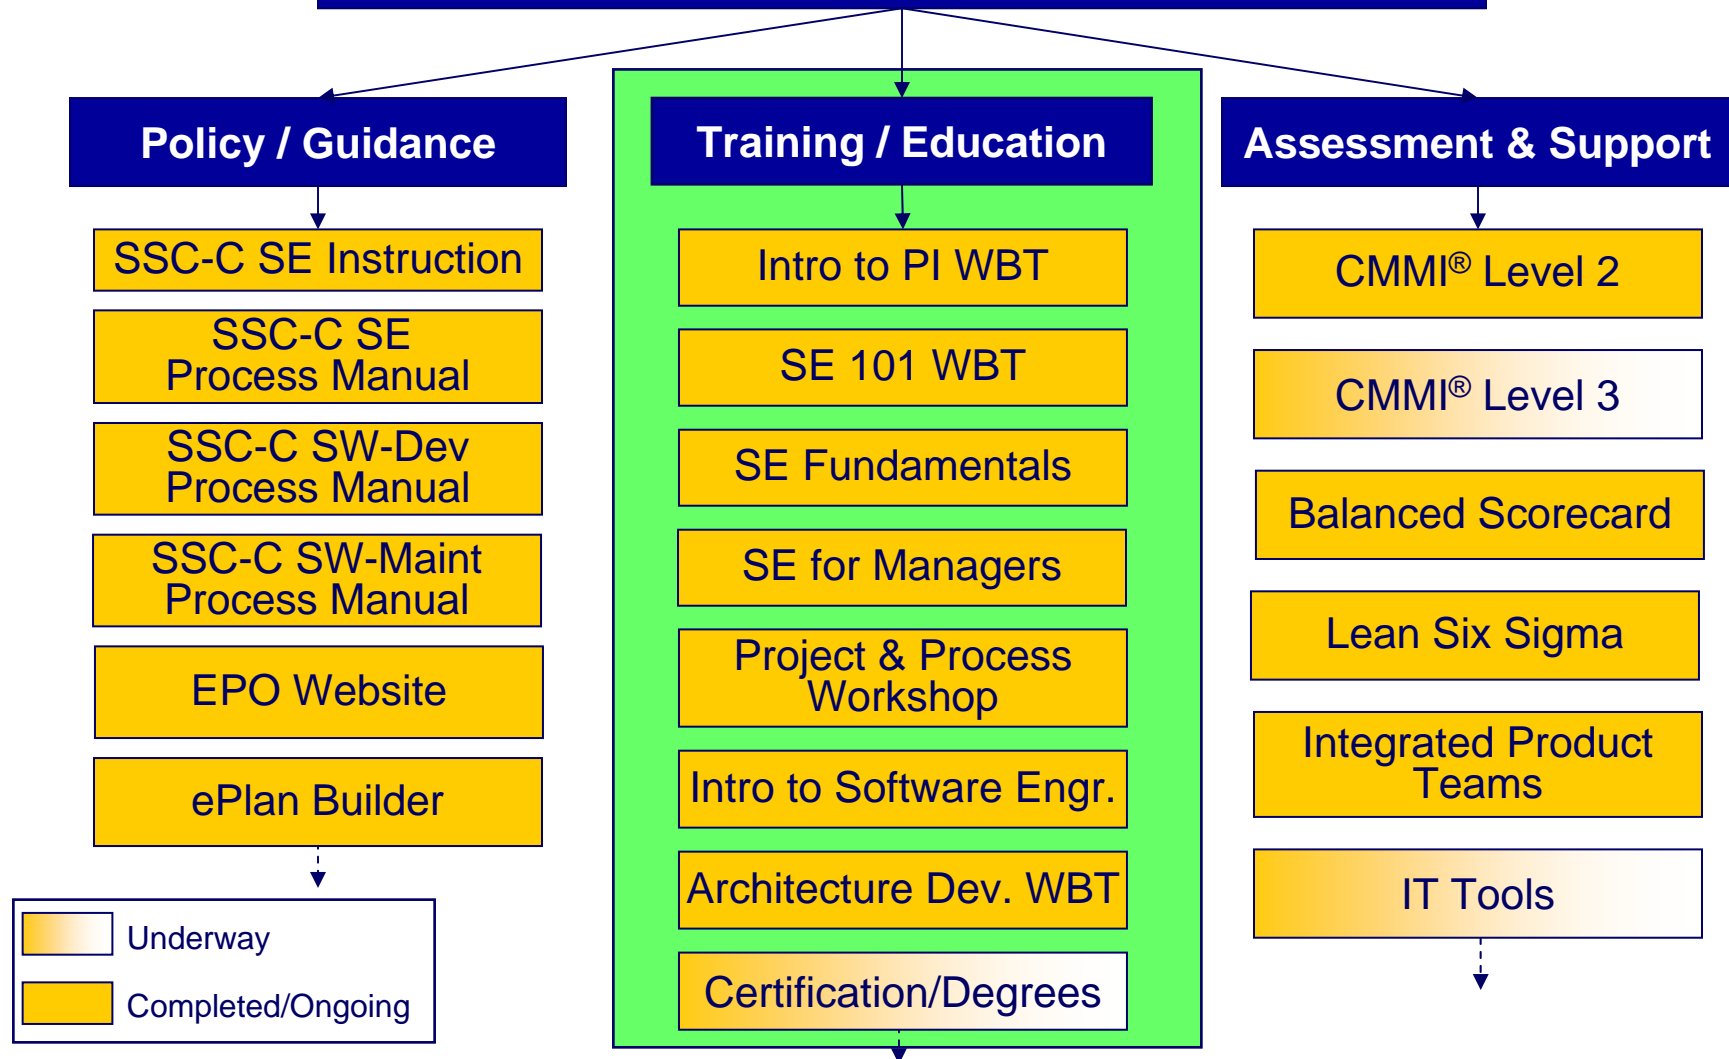 Policy / Guidance
SSC-C SE Instruction
SSC-C SE
Process Manual
SSC-C SW-Dev
Process Manual
SSC-C SW-Maint
Process Manual
EPO Website
ePlan Builder
Underway
Completed/Ongoing
Training / Education
Intro to PI WBT
SE 101 WBT
SE Fundamentals
SE for Managers
Project & Process
Workshop
Intro to Software Engr.
Architecture Dev. WBT
Certification/Degrees
Assessment & Support
CMMI® Level 2
CMMI® Level 3
Balanced Scorecard
Lean Six Sigma
Integrated Product
Teams
IT Tools